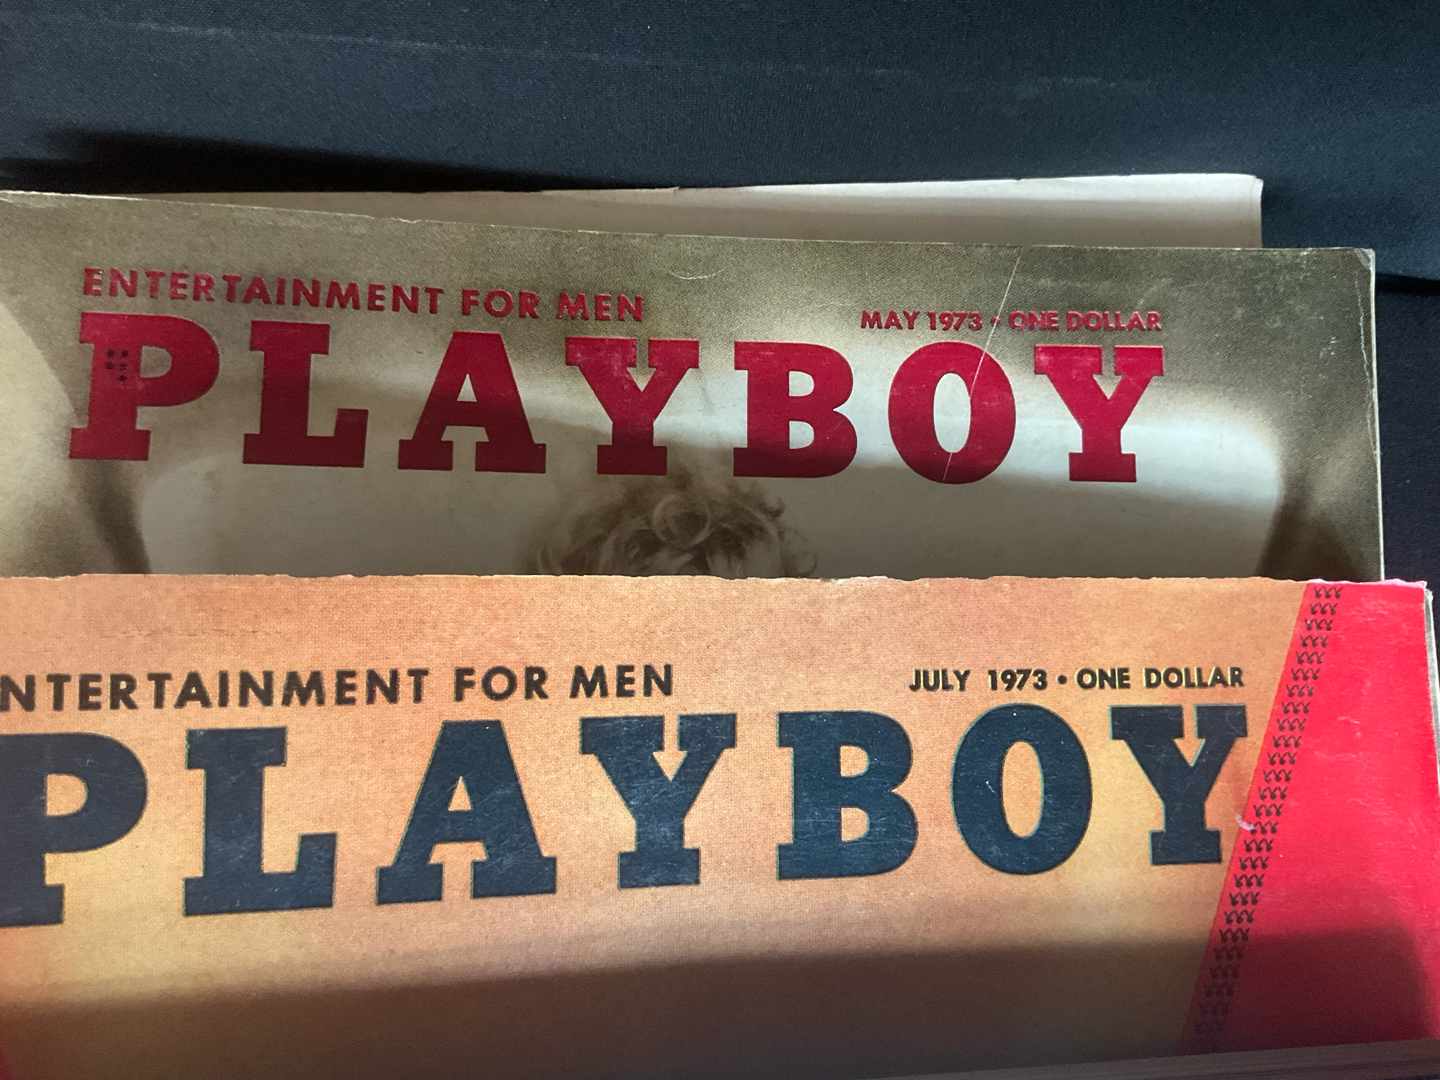 ENTERTAINMENT FOR MEN
MAY 1973 • ONE DOLLAR
PLAYBOY
NTERTAINMENT FOR MEN
JULY 1973 • ONE DOLLAR
PLAYBOY